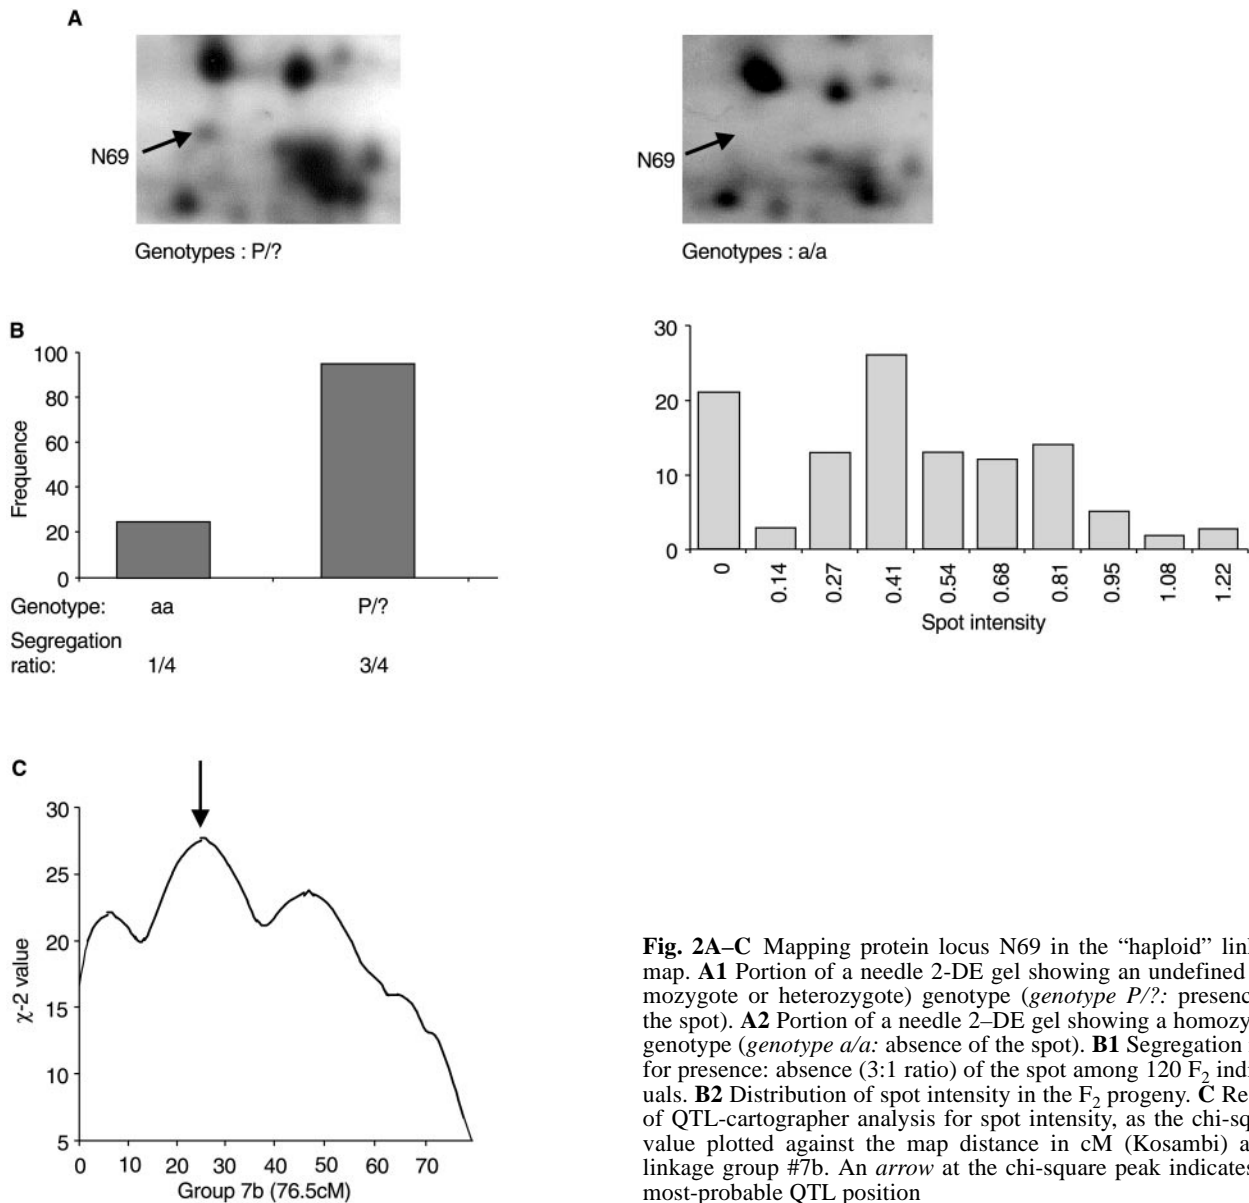 A
N69
N69
Genotypes : P/?
Genotypes : a/a
B
100
80
60
40
20
0
Frequence
Genotype: aa P/?
Segregation
ratio: 1/4 3/4
30
20
10
0
0 0.14 0.27 0.41 0.54 0.68 0.81 0.95 1.08 1.22
Spot intensity
C
30
25
20
15
10
5
χ-2 value
0 10 20 30 40 50 60 70
Group 7b (76.5cM)
Fig. 2A–C Mapping protein locus N69 in the “haploid”
map. A1 Portion of a needle 2-DE gel showing an undefined
mozygote or heterozygote) genotype (genotype P/?:
the spot). A2 Portion of a needle 2–DE gel showing a
genotype (genotype a/a: absence of the spot). B1 Segregation
for presence: absence (3:1 ratio) of the spot among 120 F2
uals. B2 Distribution of spot intensity in the F2 progeny. C
of QTL-cartographer analysis for spot intensity, as the
value plotted against the map distance in cM (Kosambi)
linkage group #7b. An arrow at the chi-square peak indicates
most-probable QTL position